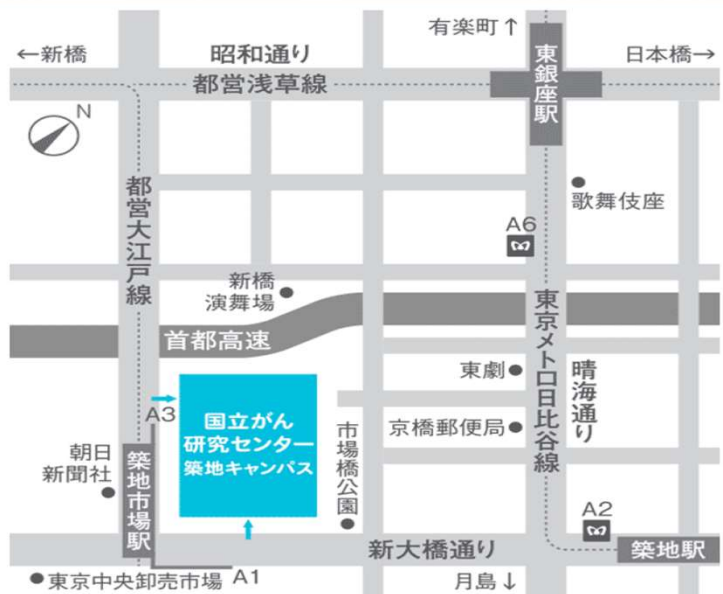 有楽町↑
←新橋
昭和通り
日本橋→
都営浅草線
東銀座駅
N
都営大江戸線
歌舞伎座
A6
新橋
演舞場
首都高速
東京メトロ日比谷線
東劇
晴海通り
A3
国立がん
研究センター
築地キャンパス
京橋郵便局
市場橋公園
朝日
新聞社
築地市場駅
A2
新大橋通り
築地駅
東京中央卸売市場
A1
月島↓